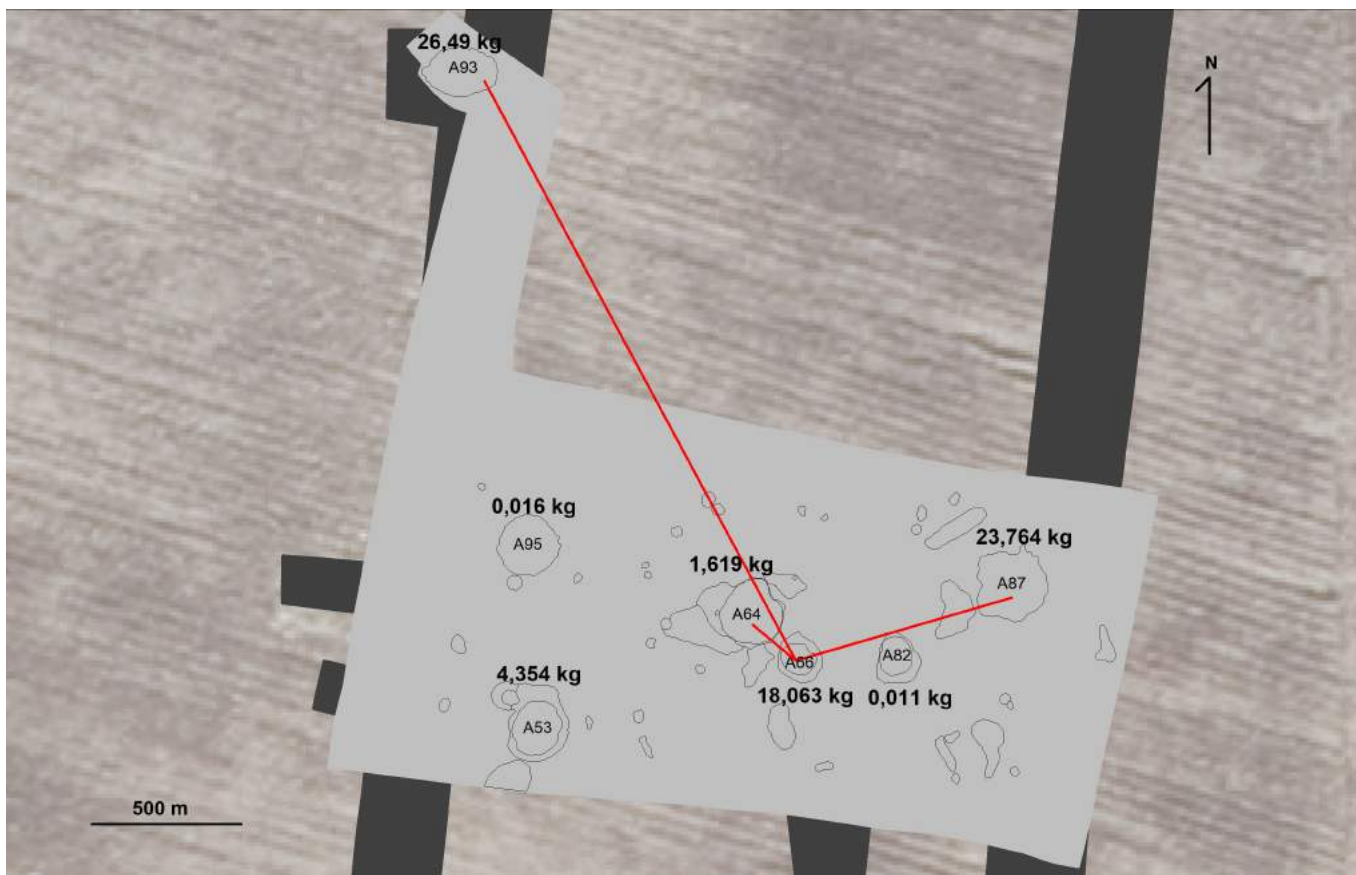 26,49 kg
A93
N
0,016 kg
A95
23,764 kg
A87
1,619 kg
A64
A66
A82
18,063 kg
0,011 kg
4,354 kg
A53
500 m